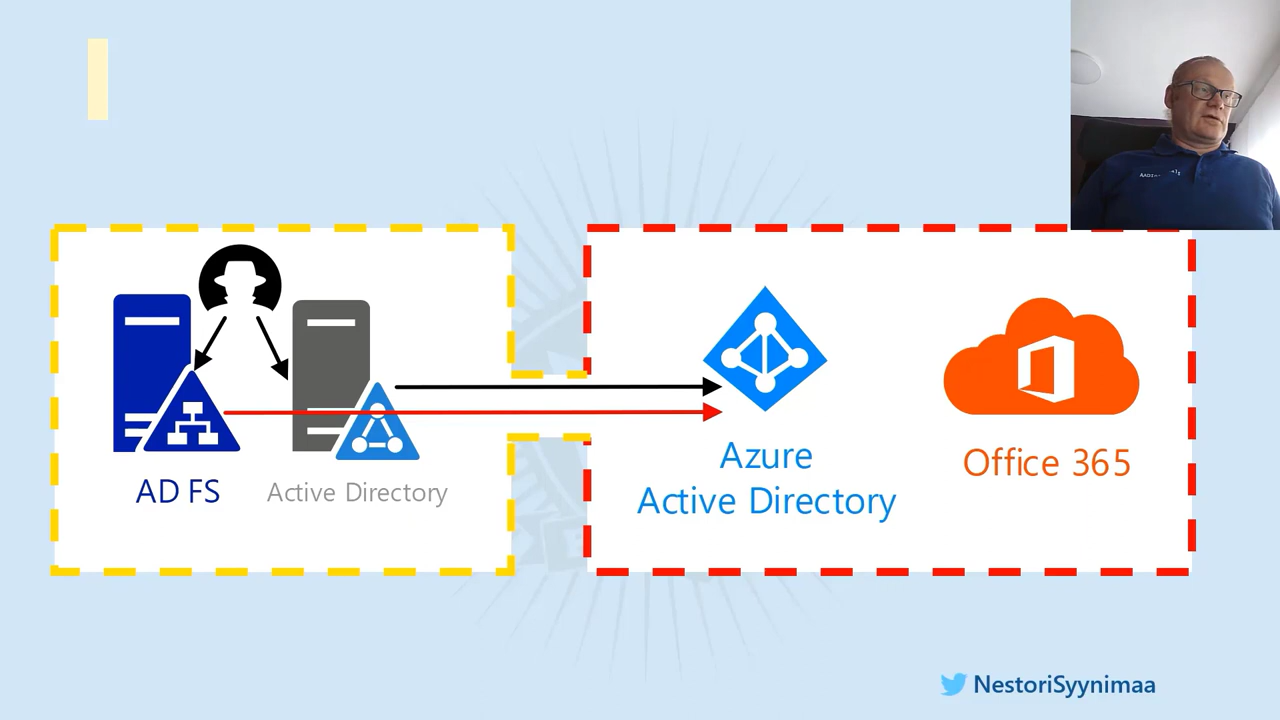 AD FS
Active Directory
Azure
Active Directory
Office 365
NestoriSyynimaa